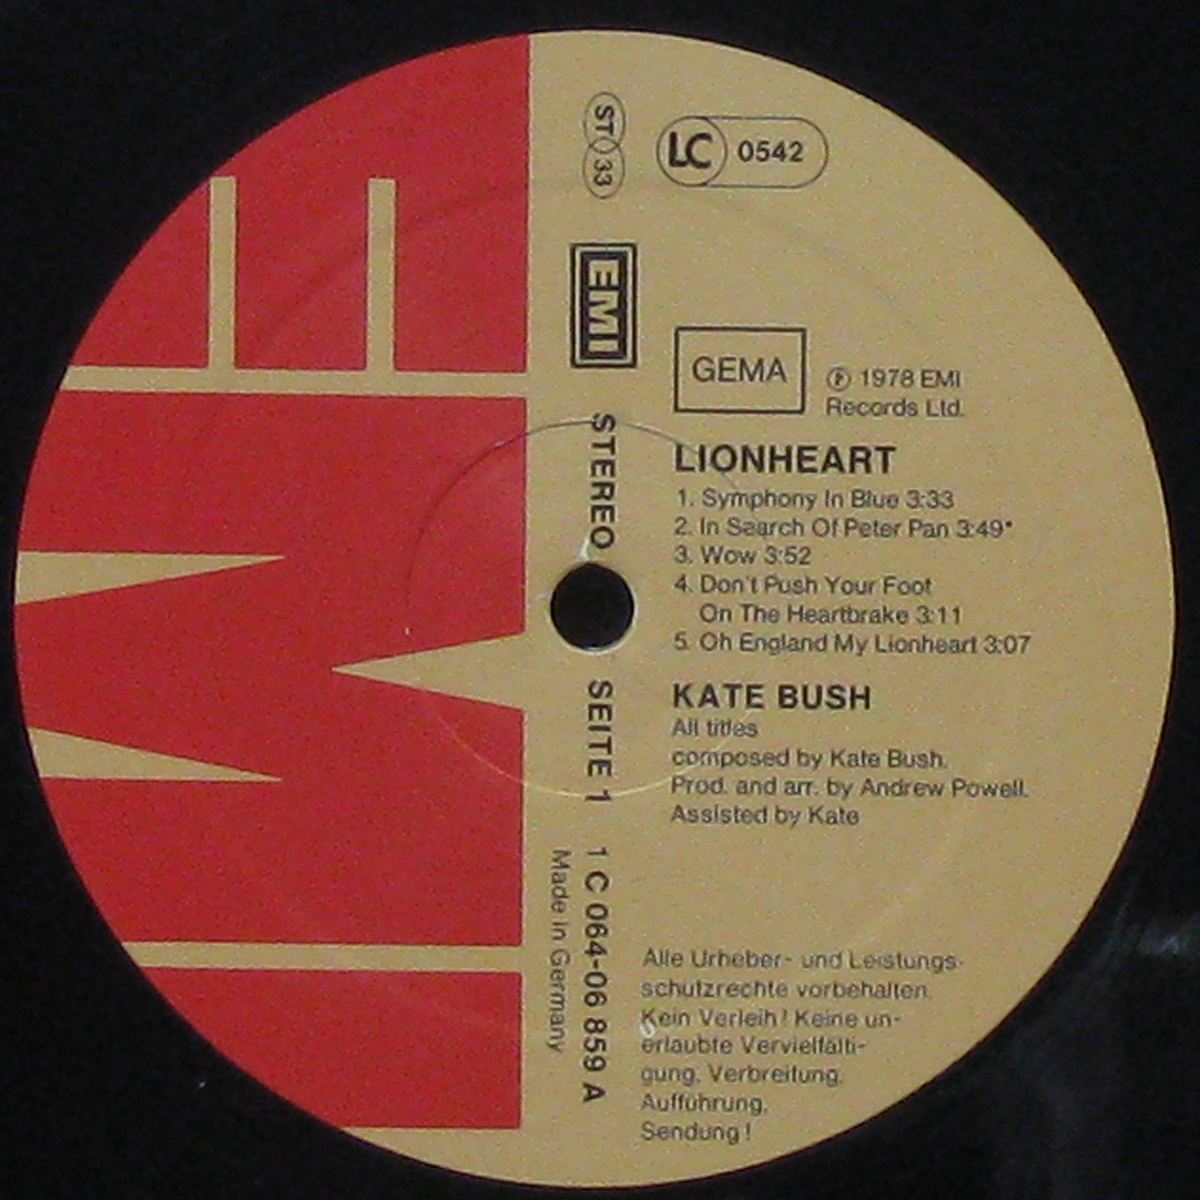 ST 33
LC 0542
EMI
GEMA
Ⓟ 1978 EMI
Records Ltd.
STEREO
LIONHEART
1. Symphony In Blue 3:33
2. In Search Of Peter Pan 3:49*
3. Wow 3:52
4. Don't Push Your Foot
On The Heartbrake 3:11
5. Oh England My Lionheart 3:07
KATE BUSH
All titles
composed by Kate Bush.
Prod. and arr. by Andrew Powell.
Assisted by Kate
SEITE 1
1 C 064-06 859 A
Made in Germany
Alle Urheber- und Leistungs-
schutzrechte vorbehalten.
Kein Verleih! Keine un-
erlaubte Vervielfälti-
gung, Verbreitung,
Aufführung,
Sendung!
EMI